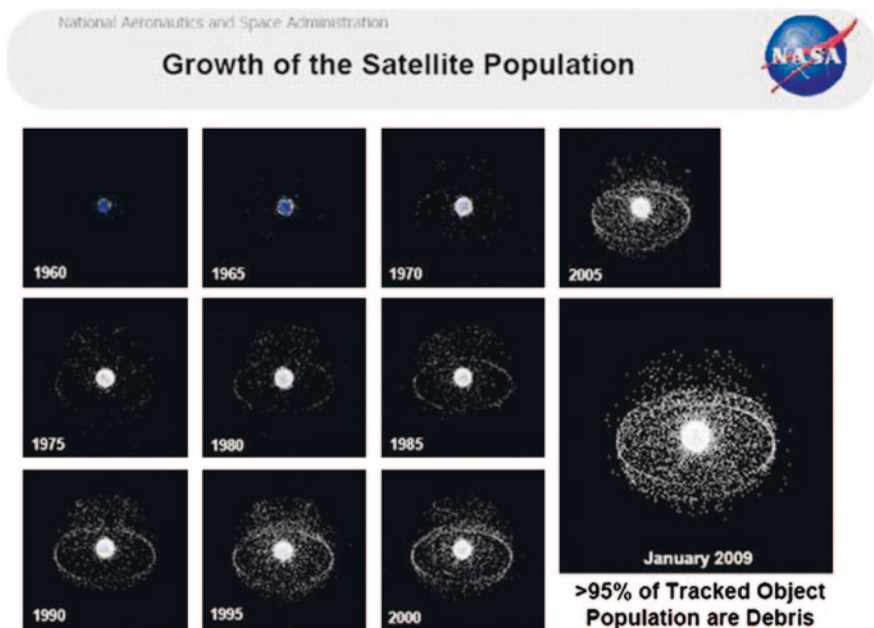 National Aeronautics and Space Administration
Growth of the Satellite Population
NASA
1960
1965
1970
2005
1975
1980
1985
January 2009
1990
1995
2000
>95% of Tracked Object
Population are Debris